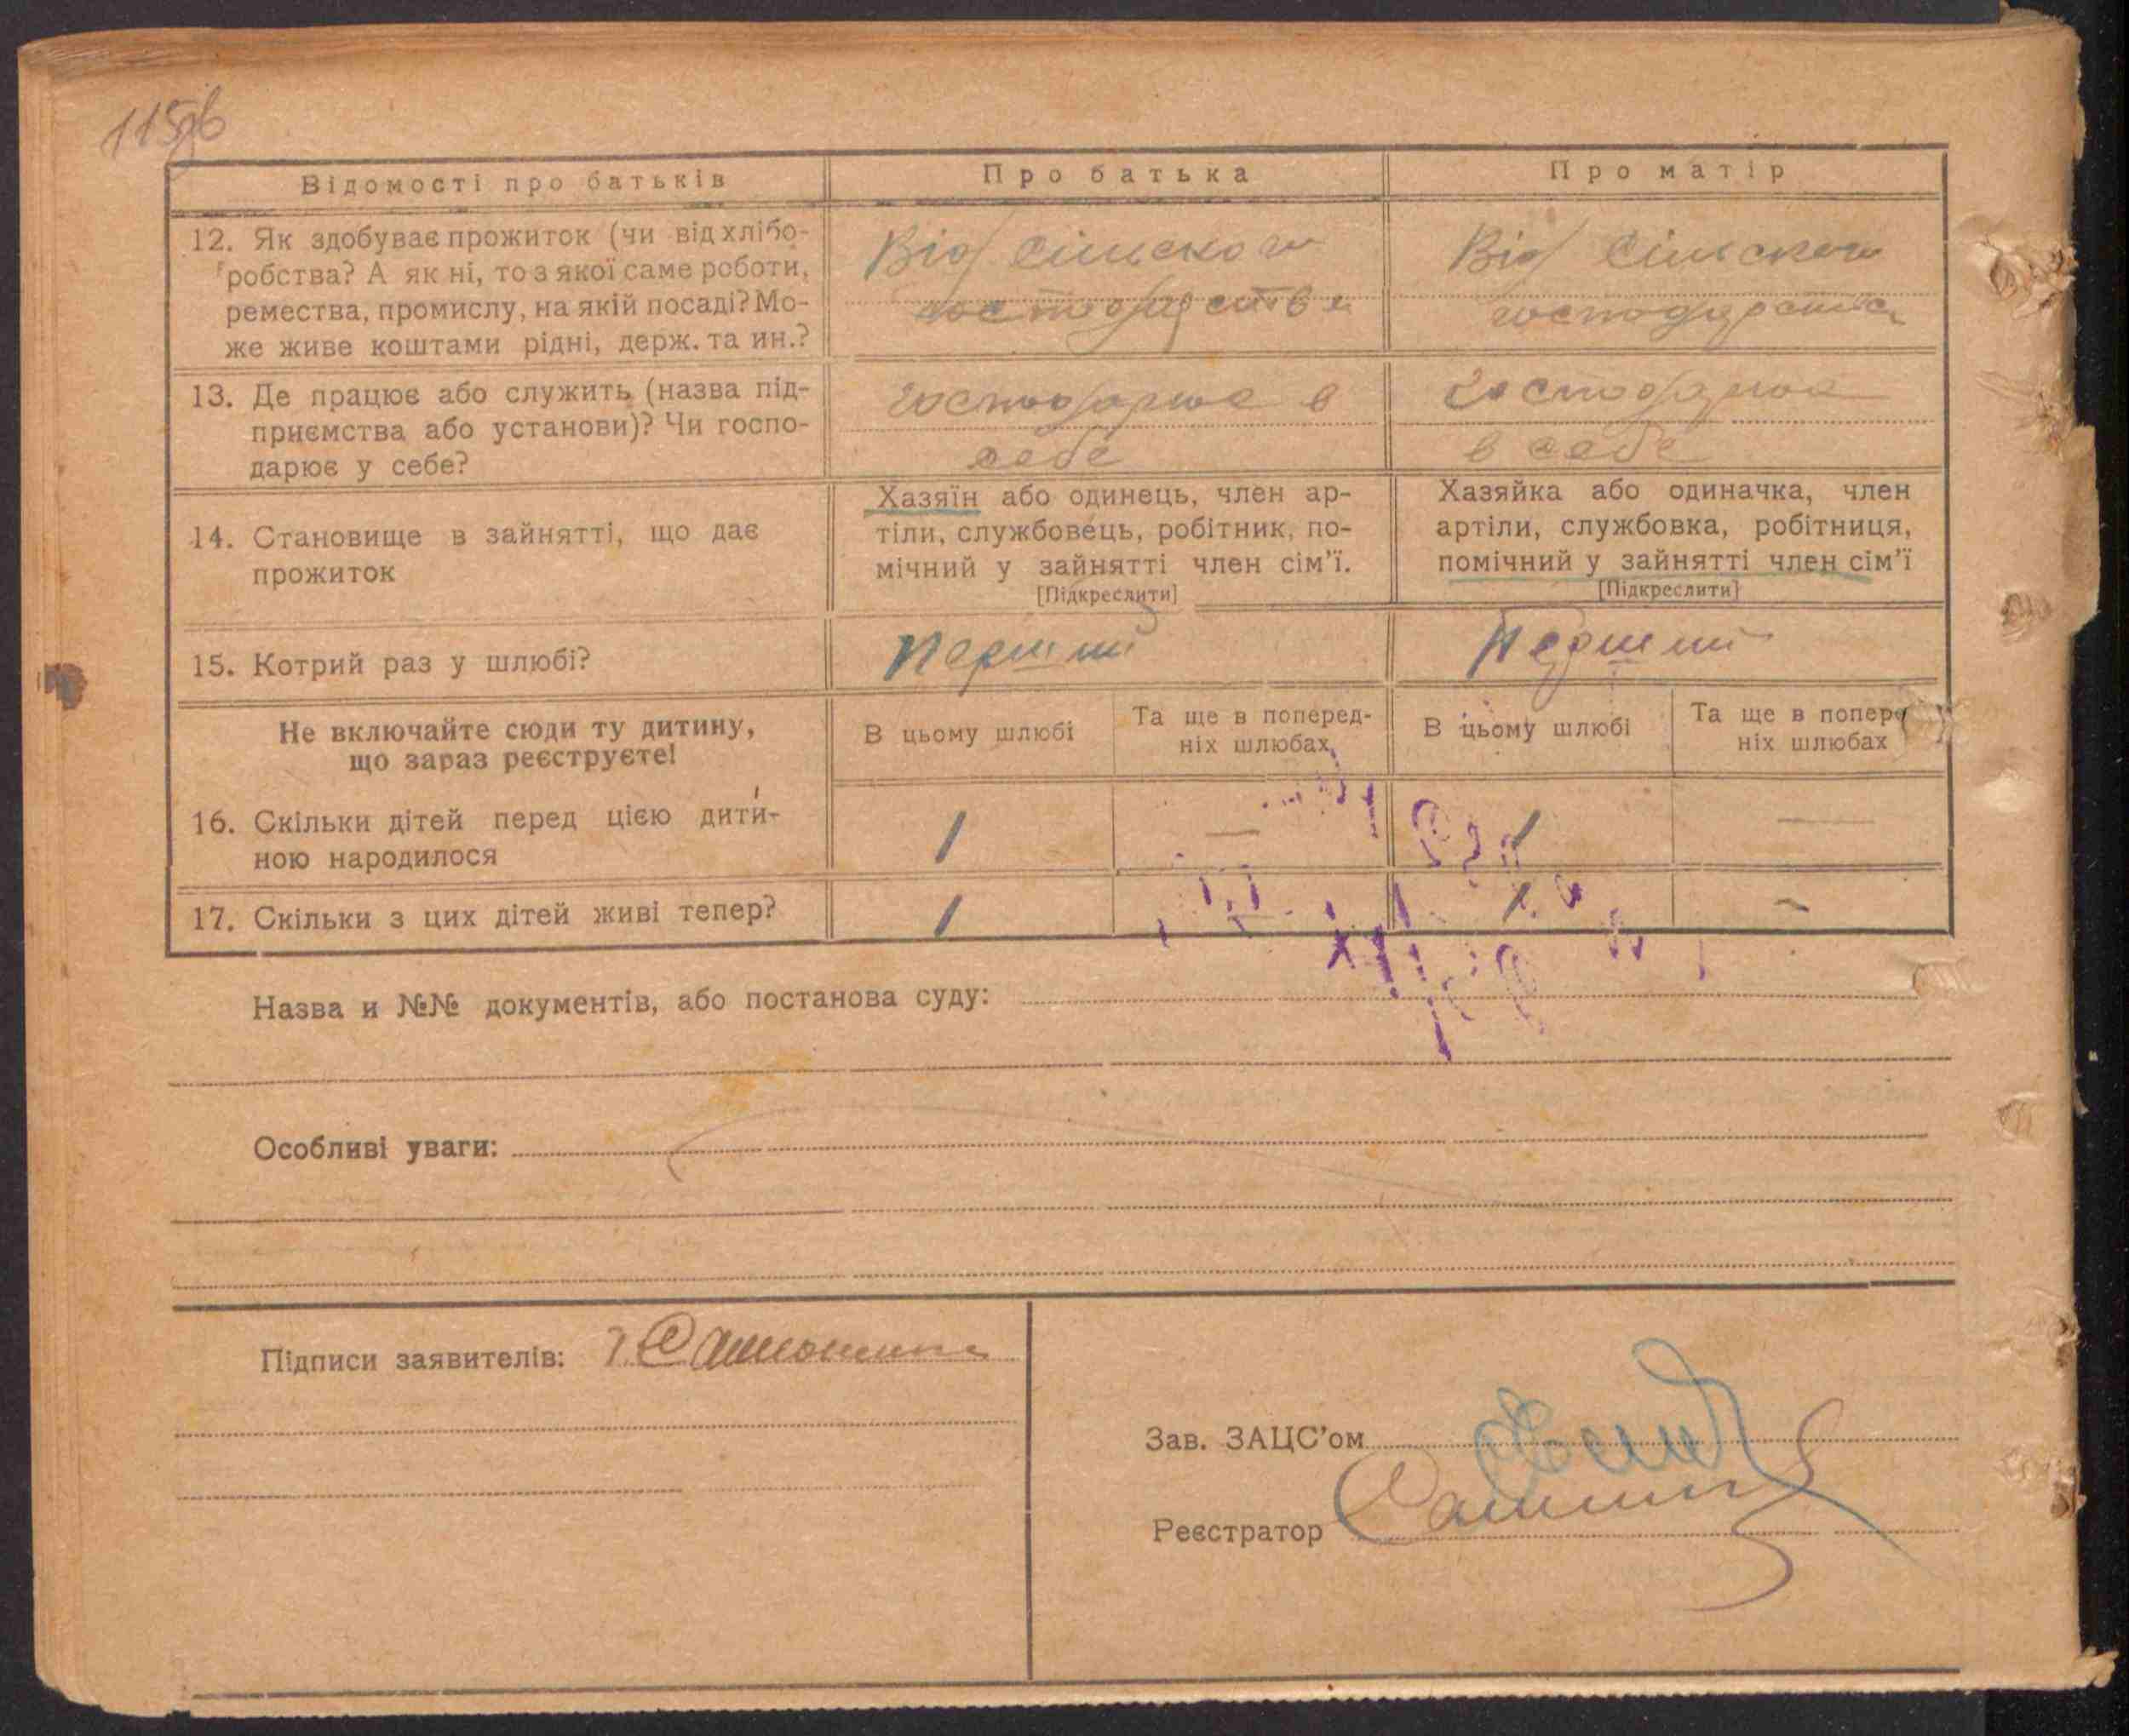 Відомості про батьків
Про батька
Про матір
12. Як здобуває прожиток (чи від хлібо-
робства? А як ні, то з якої саме роботи,
ремества, промислу, на якій посаді? Мо-
же живе коштами рідні, держ. та ин.?
Від сільского
господарства
Від сільского
господарства
13. Де працює або служить (назва під-
приємства або установи)? Чи госпо-
дарює у себе?
господарює в
себе
господарює
в себе
14. Становище в зайнятті, що дає
прожиток
Хазяїн або одинець, член ар-
тіли, службовець, робітник, по-
мічний у зайнятті член сім'ї.
[Підкреслити]
Хазяйка або одиначка, член
артіли, службовка, робітниця,
помічний у зайнятті член сім'ї
[Підкреслити]
15. Котрий раз у шлюбі?
Перший
Перший
Не включайте сюди ту дитину,
що зараз реєструєте!
В цьому шлюбі
Та ще в поперед-
ніх шлюбах
В цьому шлюбі
Та ще в попер
ніх шлюбах
16. Скільки дітей перед цією дити-
ною народилося
1
—
1
—
17. Скільки з цих дітей живі тепер?
1
—
1
—
Назва и №№ документів, або постанова суду:
Особливі уваги:
Підписи заявителів:
Зав. ЗАЦС'ом
Реєстратор